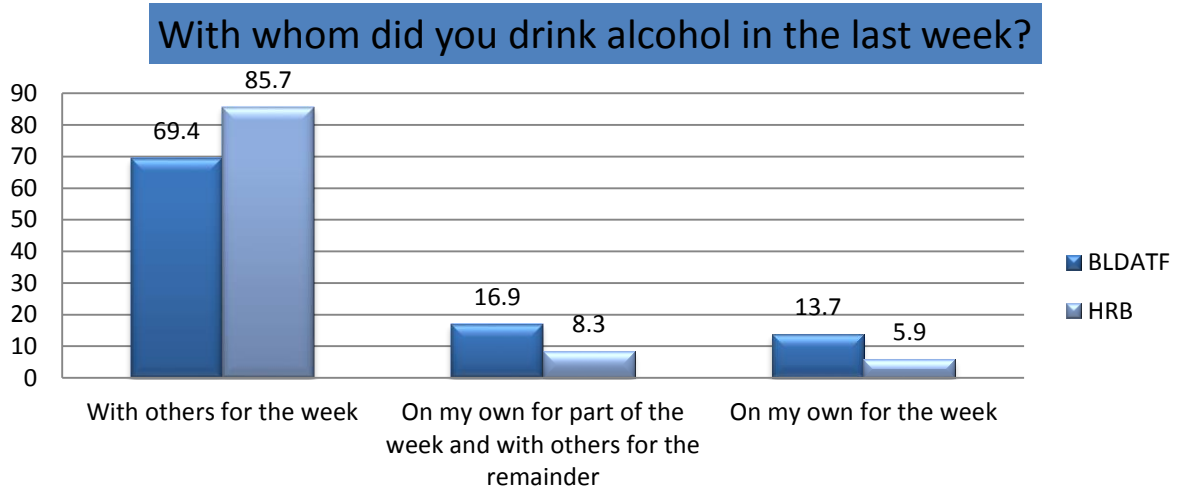 With whom did you drink alcohol in the last week?
90
80
70
60
50
40
30
20
10
0
69.4
85.7
16.9
8.3
13.7
5.9
With others for the week
On my own for part of the
week and with others for the
remainder
On my own for the week
BLDATF
HRB